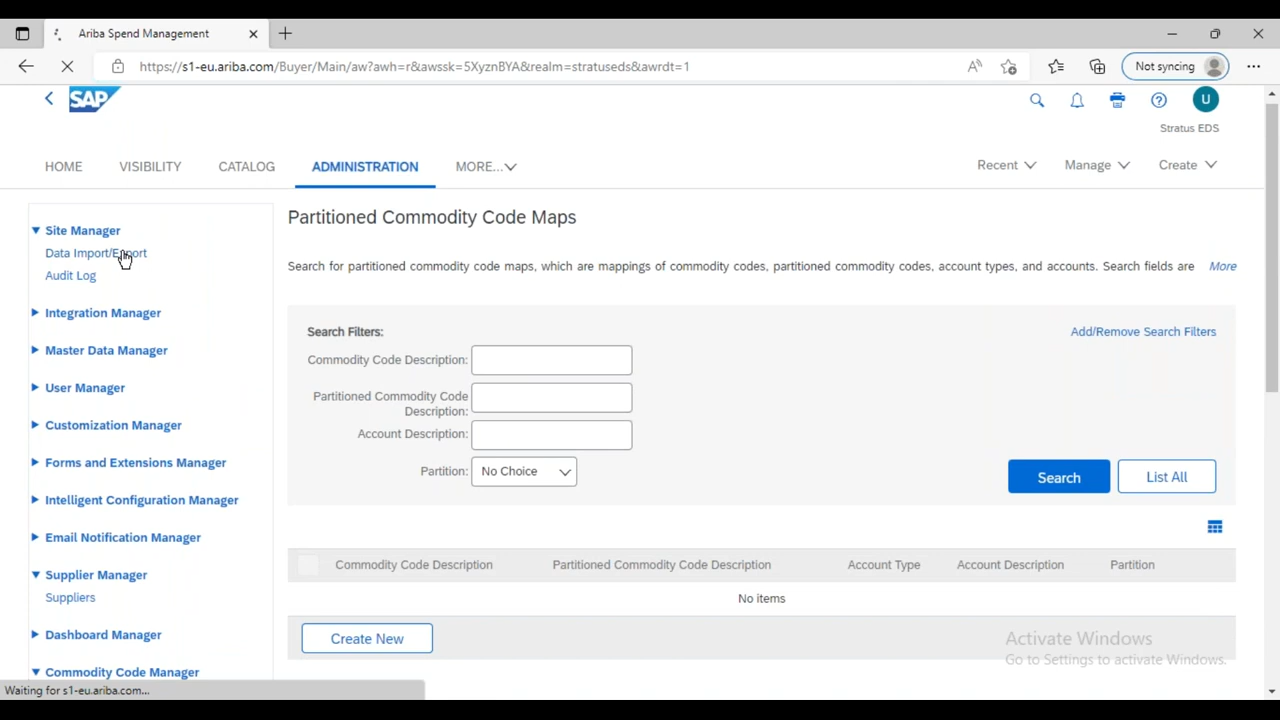 Ariba Spend Management
https://s1-eu.ariba.com/Buyer/Main/aw?awh=r&awssk=5XyznBYA&realm=stratuseds&awrdt=1
Not syncing
SAP
U
Stratus EDS
HOME VISIBILITY CATALOG ADMINISTRATION MORE... Recent Manage Create
Site Manager
Data Import/Export
Audit Log
Integration Manager
Master Data Manager
User Manager
Customization Manager
Forms and Extensions Manager
Intelligent Configuration Manager
Email Notification Manager
Supplier Manager
Suppliers
Dashboard Manager
Commodity Code Manager
Partitioned Commodity Code Maps
Search for partitioned commodity code maps, which are mappings of commodity codes, partitioned commodity codes, account types, and accounts. Search fields are More
Search Filters:
Add/Remove Search Filters
Commodity Code Description:
Partitioned Commodity Code
Description:
Account Description:
Partition: No Choice
Search List All
Commodity Code Description Partitioned Commodity Code Description Account Type Account Description Partition
No items
Create New
Activate Windows
Go to Settings to activate Windows.
Waiting for s1-eu.ariba.com...